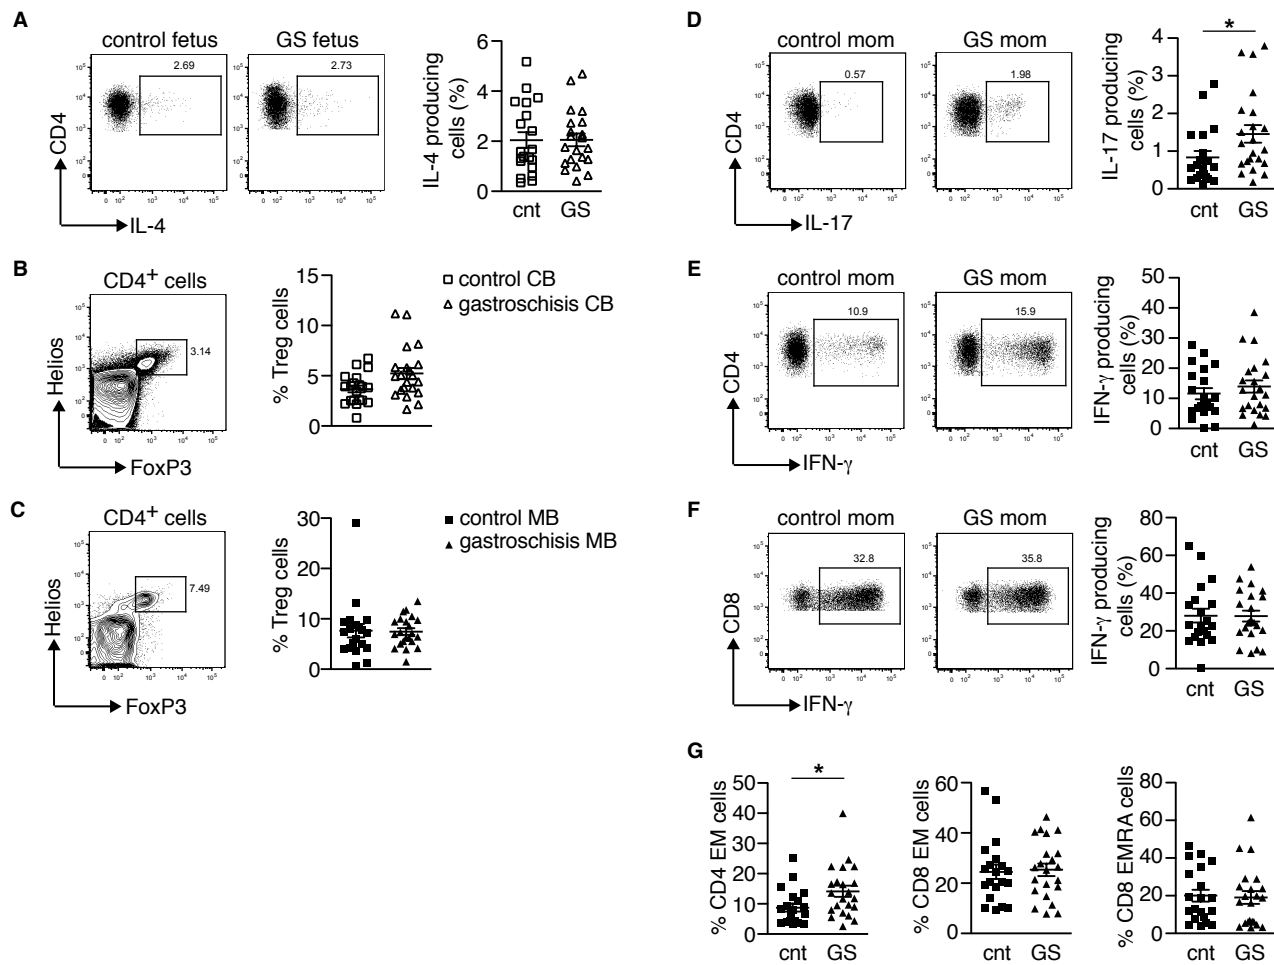 A
control fetus
GS fetus
2.69
2.73
CD4
IL-4
IL-4 producing
cells (%)
6
4
2
0
cnt
GS
B
CD4+ cells
3.14
Helios
FoxP3
% Treg cells
15
10
5
0
control CB
gastroschisis CB
C
CD4+ cells
7.49
Helios
FoxP3
% Treg cells
30
20
10
0
control MB
gastroschisis MB
D
control mom
GS mom
0.57
1.98
CD4
IL-17
IL-17 producing
cells (%)
*
4
3
2
1
0
cnt
GS
E
control mom
GS mom
10.9
15.9
CD4
IFN-γ
IFN-γ producing
cells (%)
50
40
30
20
10
0
cnt
GS
F
control mom
GS mom
32.8
35.8
CD8
IFN-γ
IFN-γ producing
cells (%)
80
60
40
20
0
cnt
GS
G
% CD4 EM cells
*
50
40
30
20
10
0
cnt
GS
% CD8 EM cells
60
40
20
0
cnt
GS
% CD8 EMRA cells
80
60
40
20
0
cnt
GS